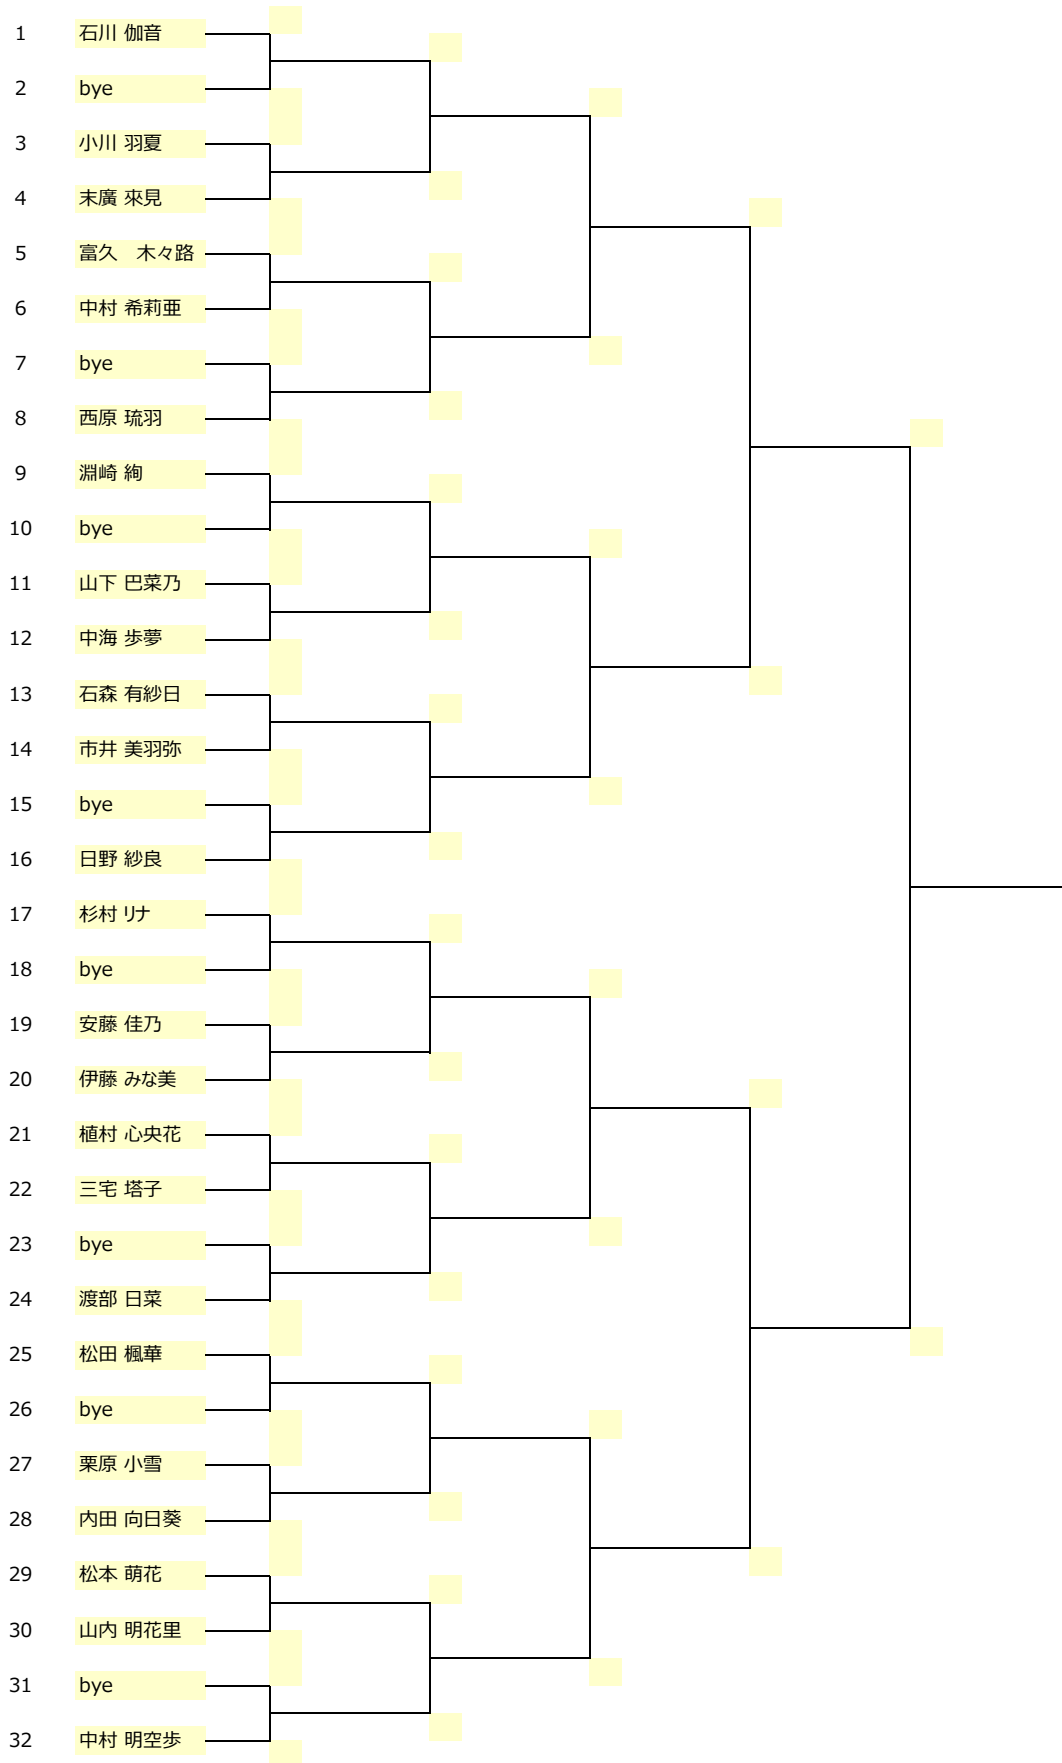 1 石川 伽音
2 bye
3 小川 羽夏
4 末廣 來見
5 富久　木々路
6 中村 希莉亜
7 bye
8 西原 琉羽
9 淵崎 絢
10 bye
11 山下 巴菜乃
12 中海 歩夢
13 石森 有紗日
14 市井 美羽弥
15 bye
16 日野 紗良
17 杉村 リナ
18 bye
19 安藤 佳乃
20 伊藤 みな美
21 植村 心央花
22 三宅 塔子
23 bye
24 渡部 日菜
25 松田 楓華
26 bye
27 栗原 小雪
28 内田 向日葵
29 松本 萌花
30 山内 明花里
31 bye
32 中村 明空歩